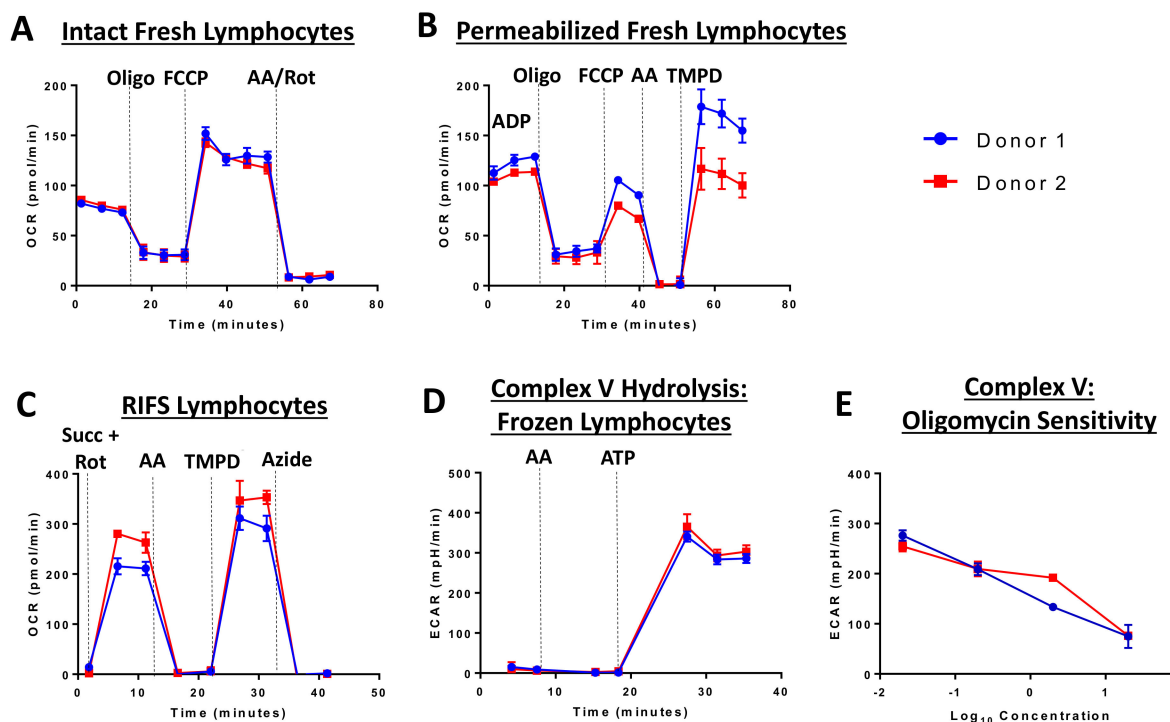 A
Intact Fresh Lymphocytes
Oligo FCCP AA/Rot
OCR (pmol/min)
200
150
100
50
0
0 20 40 60 80
Time (minutes)
B
Permeabilized Fresh Lymphocytes
Oligo FCCP AA TMPD
ADP
OCR (pmol/min)
200
150
100
50
0
0 20 40 60 80
Time (minutes)
Donor 1
Donor 2
C
RIFS Lymphocytes
Succ +
Rot AA TMPD Azide
OCR (pmol/min)
400
300
200
100
0
0 10 20 30 40 50
Time (minutes)
D
Complex V Hydrolysis:
Frozen Lymphocytes
AA ATP
ECAR (mpH/min)
500
400
300
200
100
0
0 10 20 30 40
Time (minutes)
E
Complex V:
Oligomycin Sensitivity
ECAR (mpH/min)
400
300
200
100
0
-2 -1 0 1
Log10 Concentration